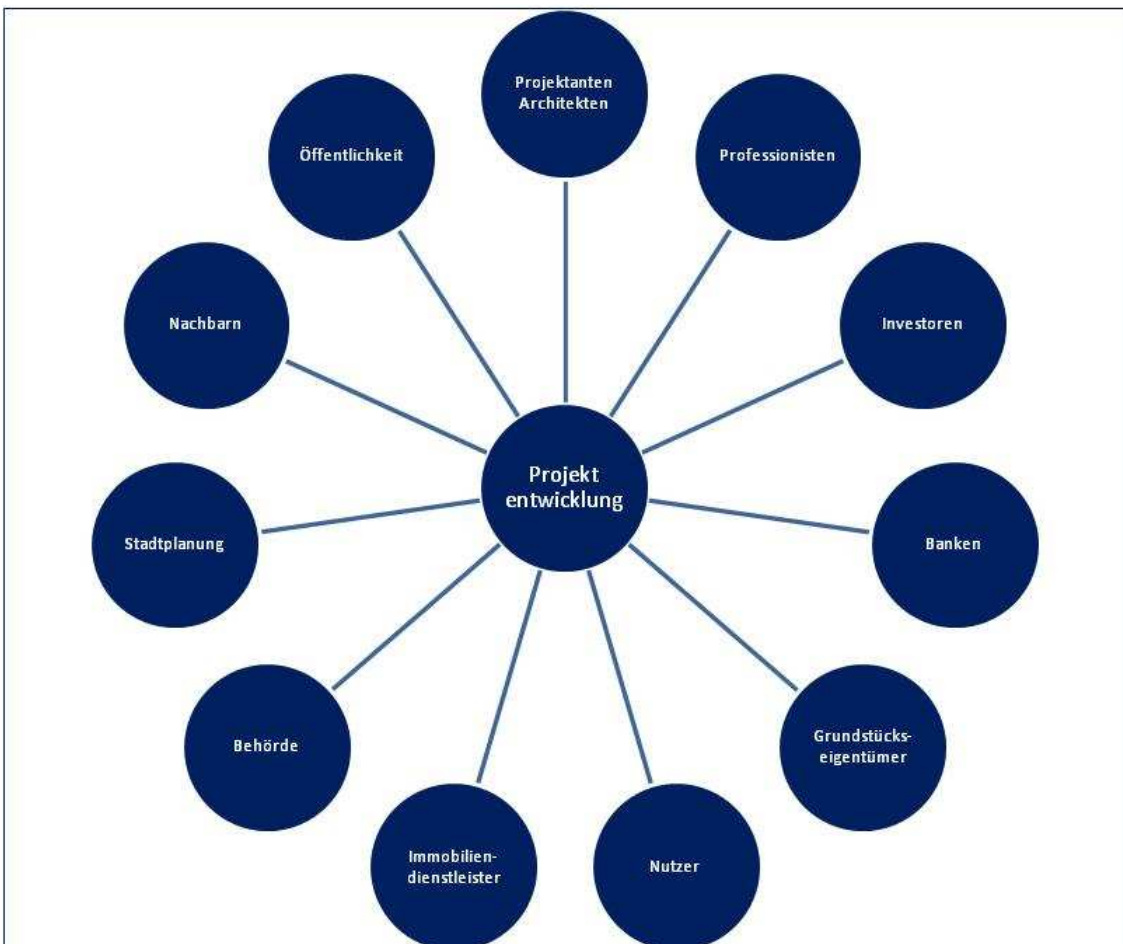 Projektanten
Architekten
Professionisten
Öffentlichkeit
Investoren
Nachbarn
Projekt
entwicklung
Banken
Stadtplanung
Grundstücks-
eigentümer
Behörde
Nutzer
Immobilien-
dienstleister